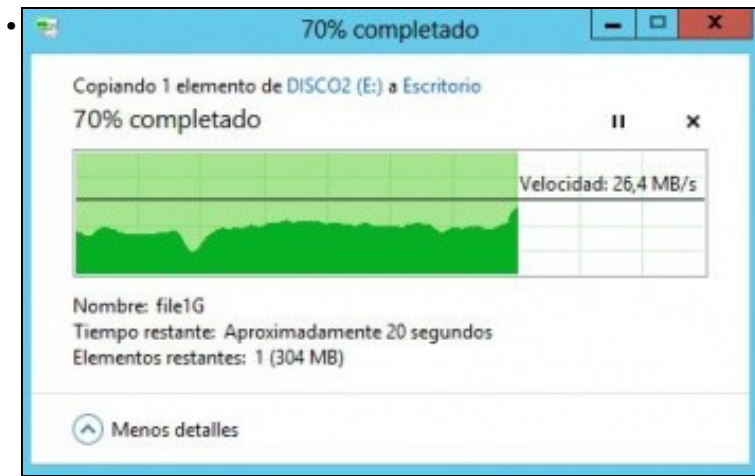 70% completado
Copiando 1 elemento de DISCO2 (E:) a Escritorio
70% completado
Velocidad: 26,4 MB/s
Nombre: file1G
Tiempo restante: Aproximadamente 20 segundos
Elementos restantes: 1 (304 MB)
Menos detalles